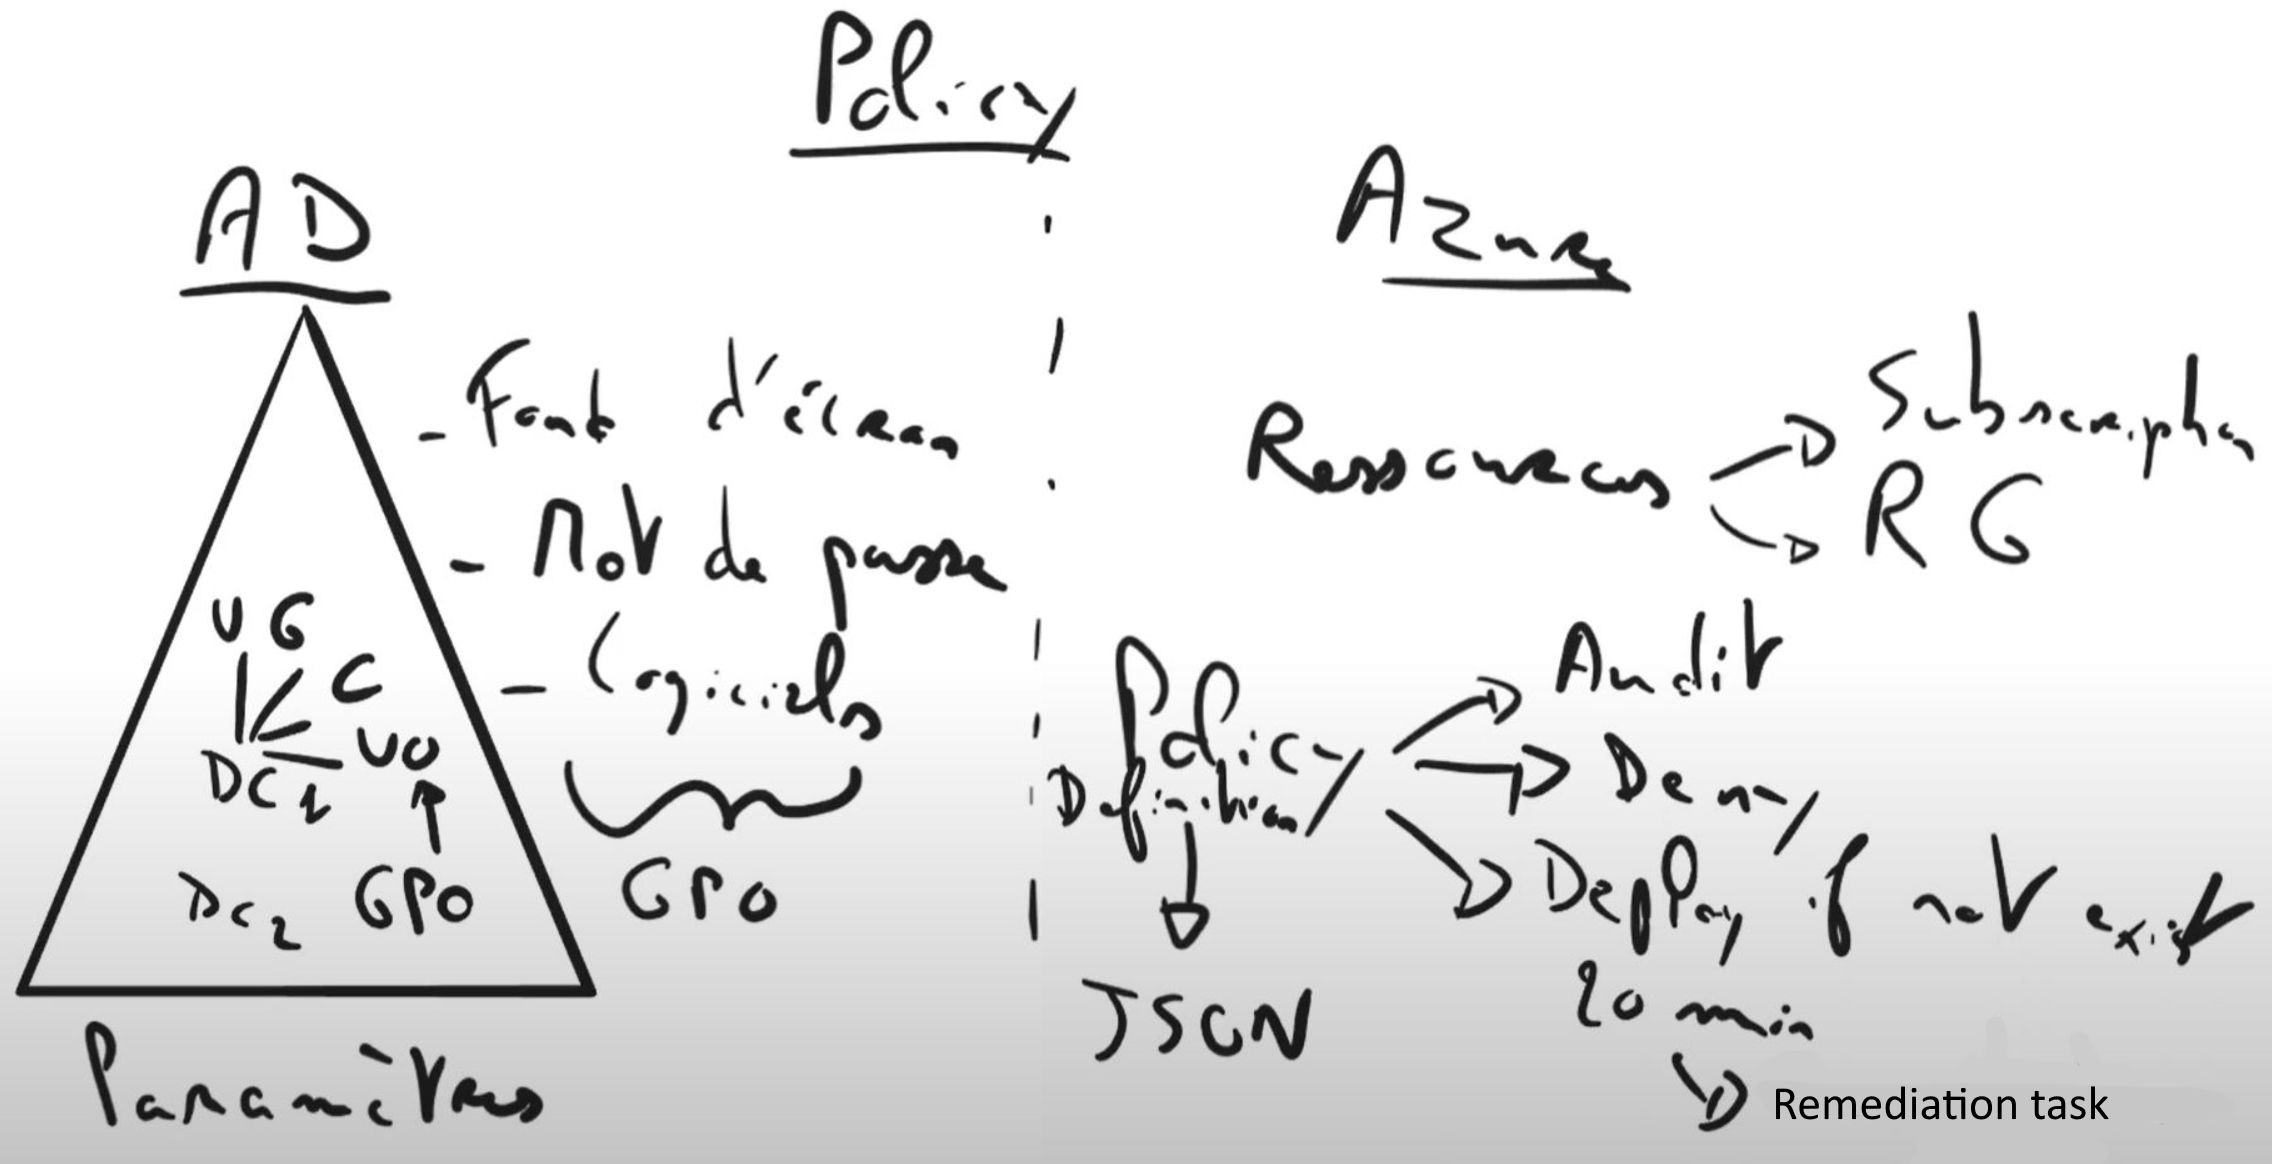 Policy
AD
- Fond d'écran
- Mot de passe
- Logiciels
GPO
U G
C
UO
DC1
DC2 GPO
Paramètres
Azure
Ressources
Subscription
RG
Policy
Definition
JSON
Audit
Deny
Deploy if not exist
20 min
Remediation task